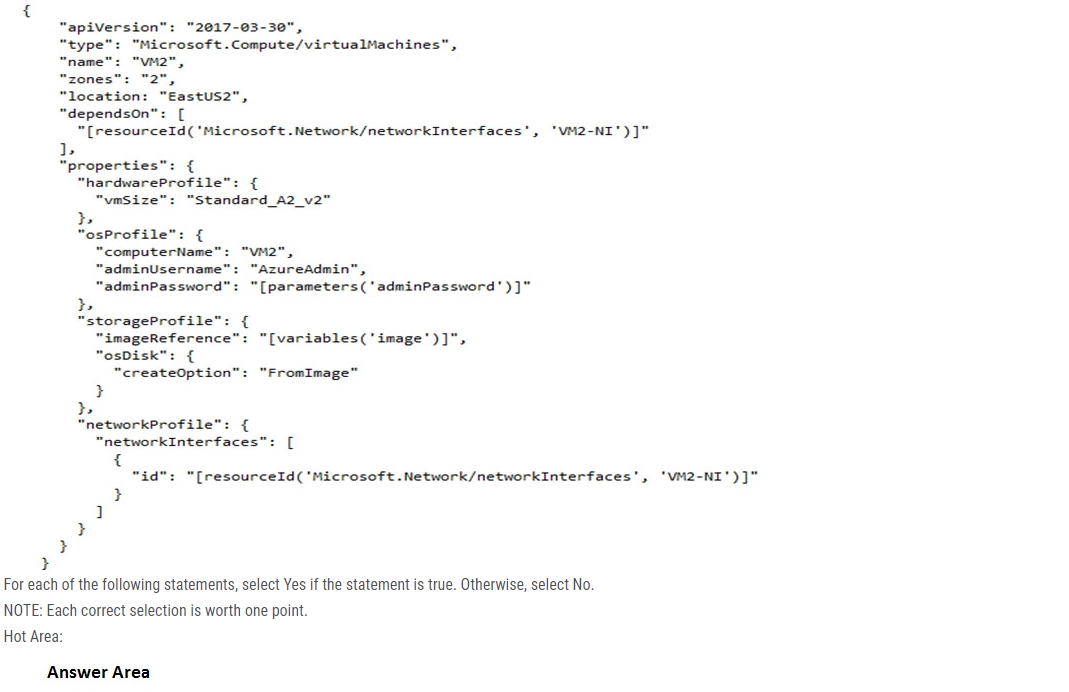 {
"apiVersion": "2017-03-30",
"type": "Microsoft.Compute/virtualMachines",
"name": "VM2",
"zones": "2",
"location: "EastUS2",
"dependsOn": [
"[resourceId('Microsoft.Network/networkInterfaces', 'VM2-NI')]"
],
"properties": {
"hardwareProfile": {
"vmSize": "Standard_A2_v2"
},
"osProfile": {
"computerName": "VM2",
"adminUsername": "AzureAdmin",
"adminPassword": "[parameters('adminPassword')]"
},
"storageProfile": {
"imageReference": "[variables('image')]",
"osDisk": {
"createOption": "FromImage"
}
},
"networkProfile": {
"networkInterfaces": [
{
"id": "[resourceId('Microsoft.Network/networkInterfaces', 'VM2-NI')]"
}
]
}
}
}
For each of the following statements, select Yes if the statement is true. Otherwise, select No.
NOTE: Each correct selection is worth one point.
Hot Area:
Answer Area